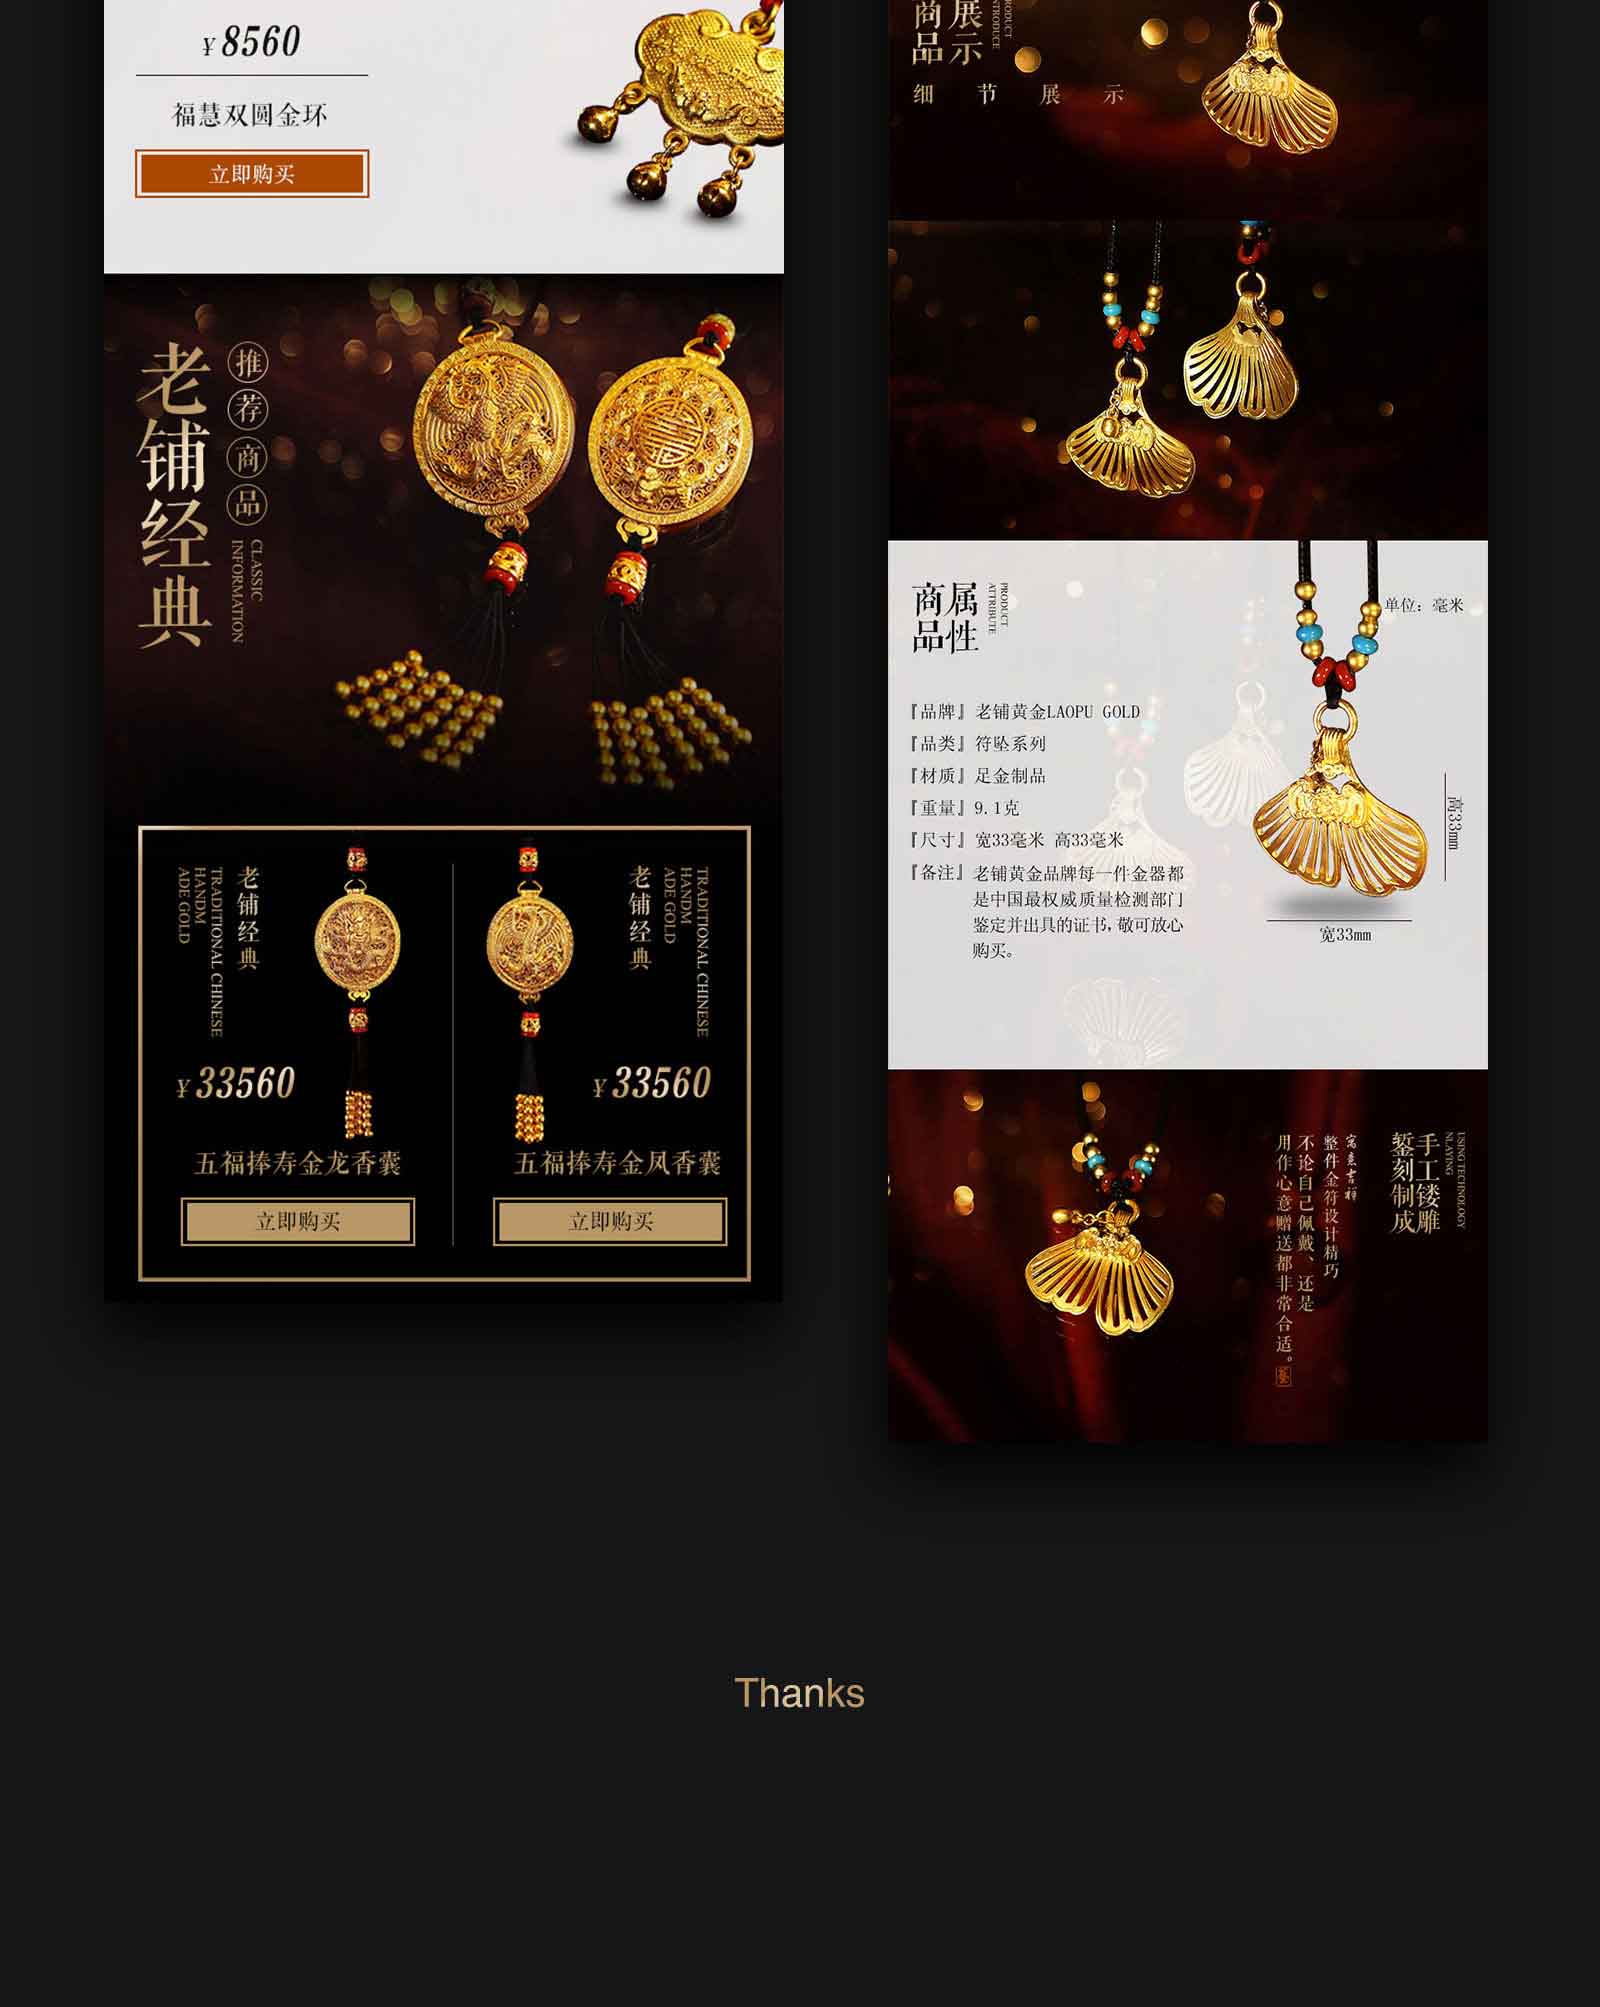 ¥ 8560
福慧双圆金环
立即购买
老铺经典
推荐商品
CLASSIC
INFORMATION
老铺经典
TRADITIONAL CHINESE
HANDM
ADE GOLD
¥ 33560
五福捧寿金龙香囊
立即购买
老铺经典
TRADITIONAL CHINESE
HANDM
ADE GOLD
¥ 33560
五福捧寿金凤香囊
立即购买
商品
展示
细节展示
商品
属性
PRODUCT
ATTRIBUTE
单位：毫米
『品牌』老铺黄金LAOPU GOLD
『品类』符坠系列
『材质』足金制品
『重量』9.1克
『尺寸』宽33毫米 高33毫米
『备注』老铺黄金品牌每一件金器都
是中国最权威质量检测部门
鉴定并出具的证书，敬可放心
购买。
高33mm
宽33mm
USING TECHNOLOGY
NLAYING
手工镂雕
錾刻制成
寓意吉祥
整件金符设计精巧
不论自己佩戴、还是
用作心意赠送都非常合适。
Thanks